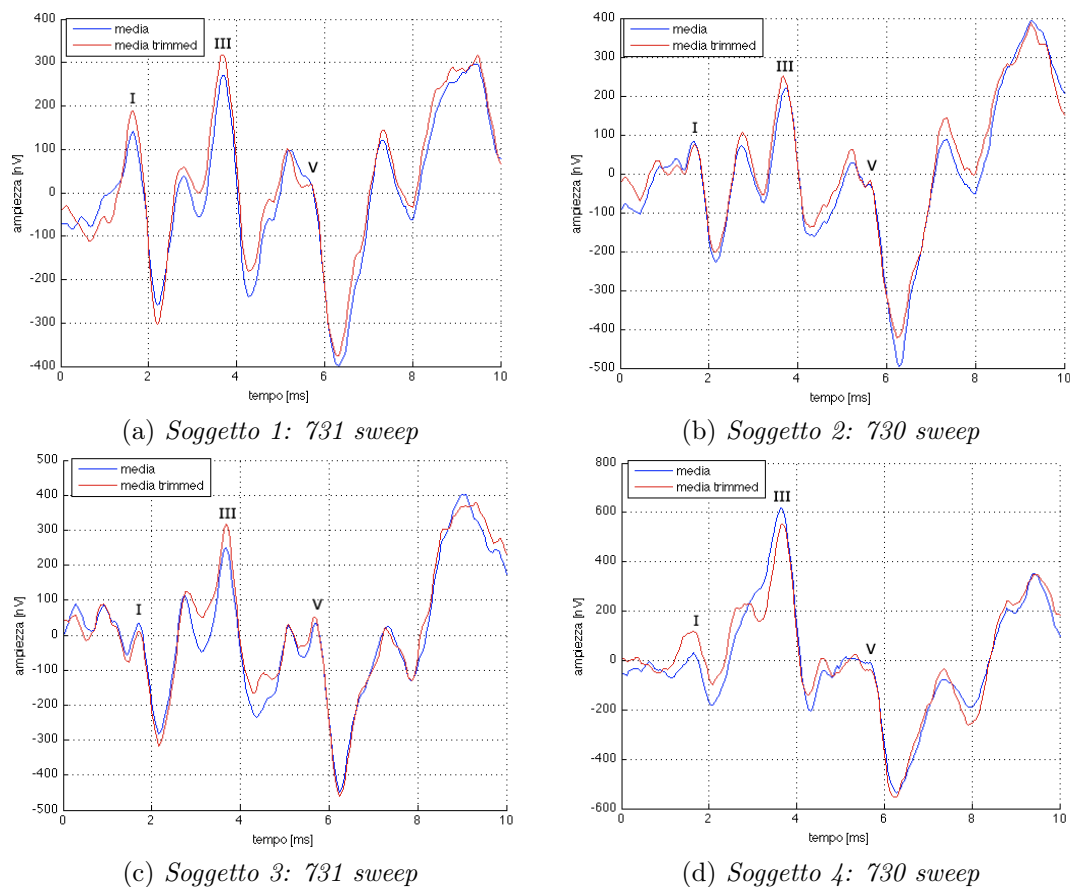 400
media
media trimmed
III
300
200
I
100
V
0
-100
-200
-300
-400
ampiezza [nV]
0 2 4 6 8 10
tempo [ms]
(a) Soggetto 1: 731 sweep
400
media
media trimmed
III
300
200
I
100
V
0
-100
-200
-300
-400
-500
ampiezza [nV]
0 2 4 6 8 10
tempo [ms]
(b) Soggetto 2: 730 sweep
500
media
media trimmed
400
III
300
200
100
I
V
0
-100
-200
-300
-400
-500
ampiezza [nV]
0 2 4 6 8 10
tempo [ms]
(c) Soggetto 3: 731 sweep
800
media
media trimmed
III
600
400
200
I
V
0
-200
-400
-600
ampiezza [nV]
0 2 4 6 8 10
tempo [ms]
(d) Soggetto 4: 730 sweep